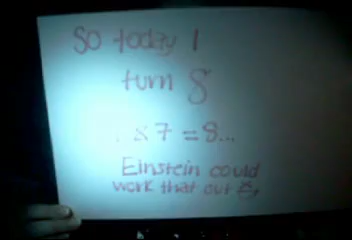 So today I
turn 8
x 7 = 8...
Einstein could
work that out